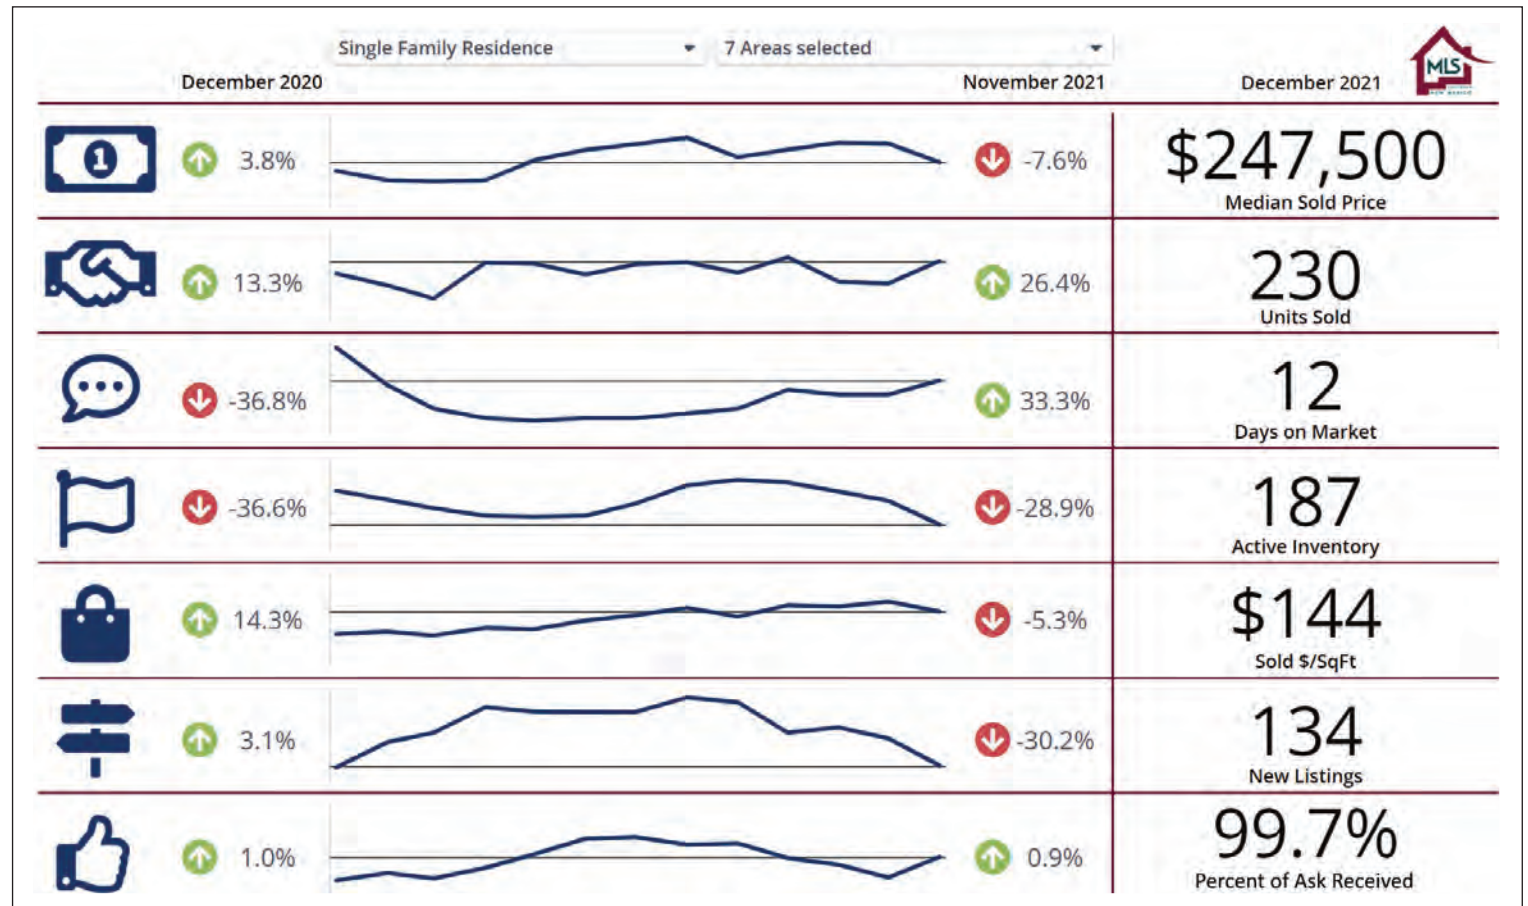 Single Family Residence 7 Areas selected
MLS
December 2020 November 2021 December 2021
1 3.8% -7.6% $247,500
Median Sold Price
13.3% 26.4% 230
Units Sold
-36.8% 33.3% 12
Days on Market
-36.6% -28.9% 187
Active Inventory
14.3% -5.3% $144
Sold $/SqFt
3.1% -30.2% 134
New Listings
1.0% 0.9% 99.7%
Percent of Ask Received